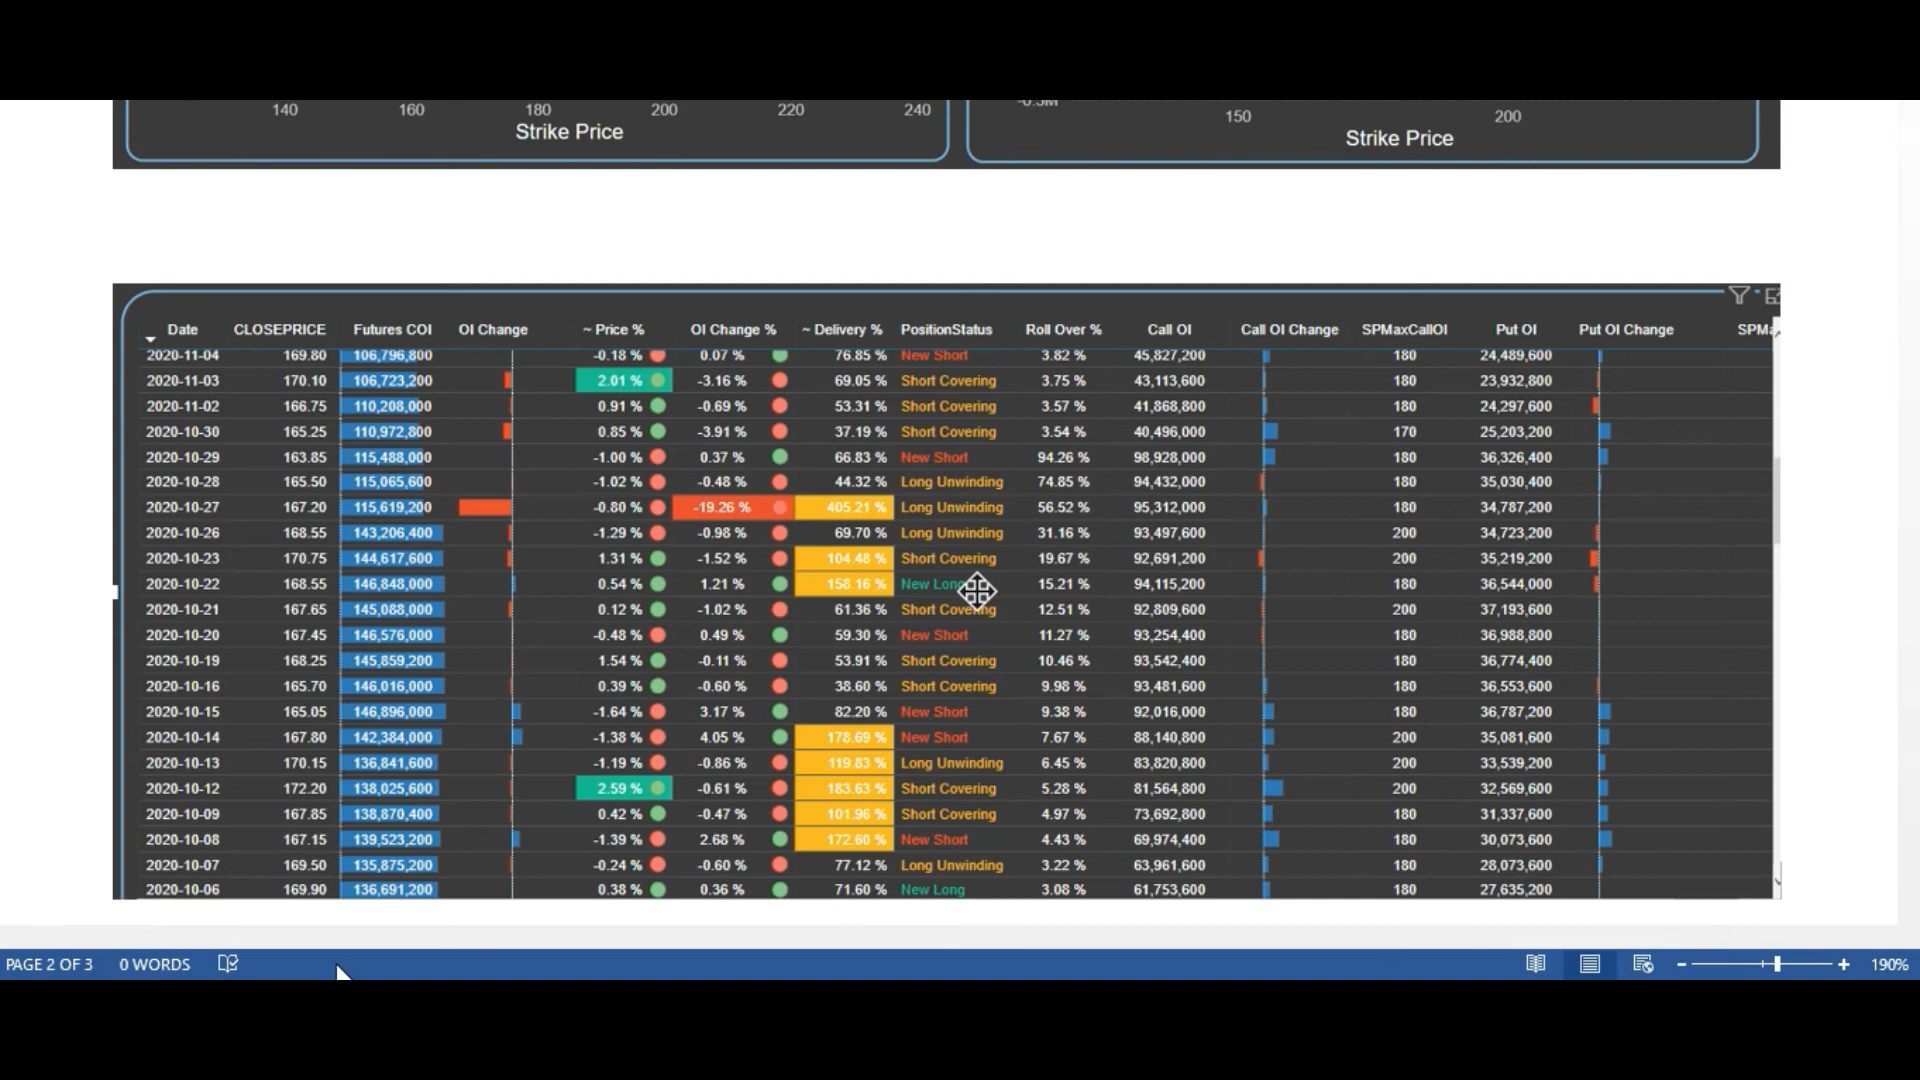 140 160 180 200 220 240
Strike Price
-0.5M
150 200
Strike Price
Date CLOSEPRICE Futures COI OI Change ~ Price % OI Change % ~ Delivery % PositionStatus Roll Over % Call OI Call OI Change SPMaxCallOI Put OI Put OI Change SPMa
2020-11-04 169.80 106,796,800 -0.18 % 0.07 % 76.85 % New Short 3.82 % 45,827,200 180 24,489,600
2020-11-03 170.10 106,723,200 2.01 % -3.16 % 69.05 % Short Covering 3.75 % 43,113,600 180 23,932,800
2020-11-02 166.75 110,208,000 0.91 % -0.69 % 53.31 % Short Covering 3.57 % 41,868,800 180 24,297,600
2020-10-30 165.25 110,972,800 0.85 % -3.91 % 37.19 % Short Covering 3.54 % 40,496,000 170 25,203,200
2020-10-29 163.85 115,488,000 -1.00 % 0.37 % 66.83 % New Short 94.26 % 98,928,000 180 36,326,400
2020-10-28 165.50 115,065,600 -1.02 % -0.48 % 44.32 % Long Unwinding 74.85 % 94,432,000 180 35,030,400
2020-10-27 167.20 115,619,200 -0.80 % -19.26 % 405.21 % Long Unwinding 56.52 % 95,312,000 180 34,787,200
2020-10-26 168.55 143,206,400 -1.29 % -0.98 % 69.70 % Long Unwinding 31.16 % 93,497,600 200 34,723,200
2020-10-23 170.75 144,617,600 1.31 % -1.52 % 104.48 % Short Covering 19.67 % 92,691,200 200 35,219,200
2020-10-22 168.55 146,848,000 0.54 % 1.21 % 158.16 % New Long 15.21 % 94,115,200 180 36,544,000
2020-10-21 167.65 145,088,000 0.12 % -1.02 % 61.36 % Short Covering 12.51 % 92,809,600 200 37,193,600
2020-10-20 167.45 146,576,000 -0.48 % 0.49 % 59.30 % New Short 11.27 % 93,254,400 180 36,988,800
2020-10-19 168.25 145,859,200 1.54 % -0.11 % 53.91 % Short Covering 10.46 % 93,542,400 180 36,774,400
2020-10-16 165.70 146,016,000 0.39 % -0.60 % 38.60 % Short Covering 9.98 % 93,481,600 180 36,553,600
2020-10-15 165.05 146,896,000 -1.64 % 3.17 % 82.20 % New Short 9.38 % 92,016,000 180 36,787,200
2020-10-14 167.80 142,384,000 -1.38 % 4.05 % 178.69 % New Short 7.67 % 88,140,800 200 35,081,600
2020-10-13 170.15 136,841,600 -1.19 % -0.86 % 119.83 % Long Unwinding 6.45 % 83,820,800 200 33,539,200
2020-10-12 172.20 138,025,600 2.59 % -0.61 % 183.63 % Short Covering 5.28 % 81,564,800 200 32,569,600
2020-10-09 167.85 138,870,400 0.42 % -0.47 % 101.96 % Short Covering 4.97 % 73,692,800 180 31,337,600
2020-10-08 167.15 139,523,200 -1.39 % 2.68 % 172.60 % New Short 4.43 % 69,974,400 180 30,073,600
2020-10-07 169.50 135,875,200 -0.24 % -0.60 % 77.12 % Long Unwinding 3.22 % 63,961,600 180 28,073,600
2020-10-06 169.90 136,691,200 0.38 % 0.36 % 71.60 % New Long 3.08 % 61,753,600 180 27,635,200
PAGE 2 OF 3 0 WORDS 190%